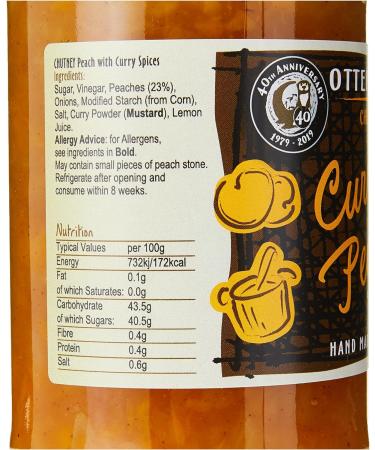 CHUTNEY Peach with Curry Spices
Ingredients:
Sugar, Vinegar, Peaches (23%),
Onions, Modified Starch (from Corn),
Salt, Curry Powder (Mustard), Lemon
Juice.
Allergy Advice: for Allergens,
see ingredients in Bold.
May contain small pieces of peach stone.
Refrigerate after opening and
consume within 8 weeks.
Nutrition
Typical Values per 100g
Energy 732kj/172kcal
Fat 0.1g
of which Saturates: 0.0g
Carbohydrate 43.5g
of which Sugars: 40.5g
Fibre 0.4g
Protein 0.4g
Salt 0.6g
40TH ANNIVERSARY
40
1979 - 2019
OTTE
Cur
Pe
HAND MA